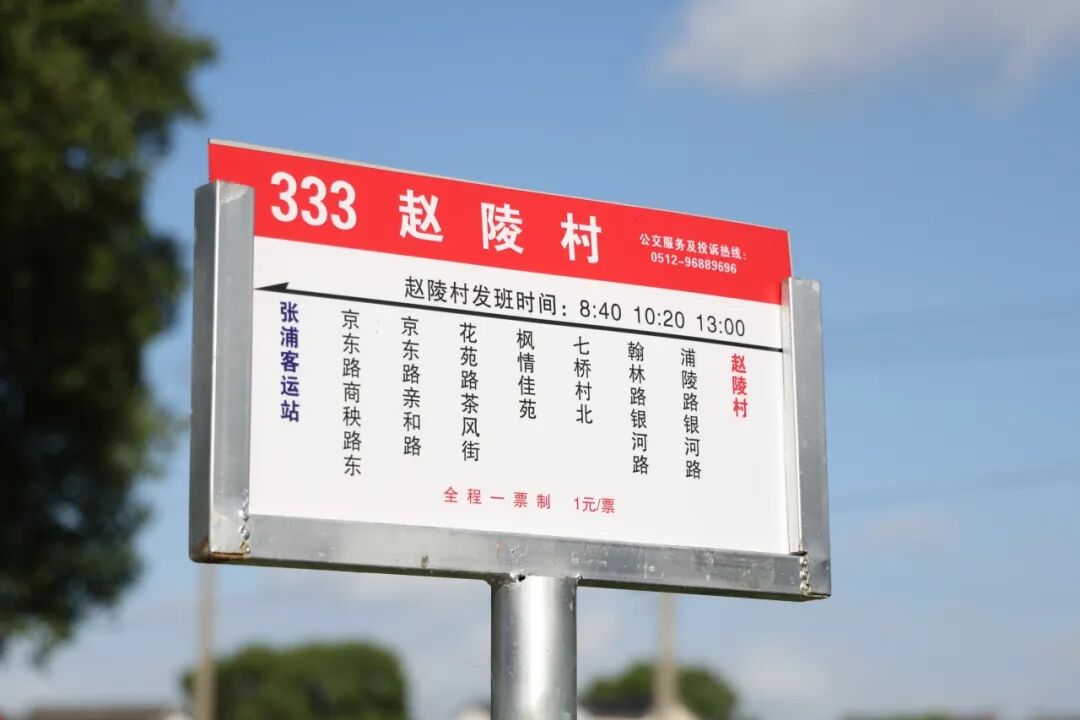 333 赵陵村
公交服务及投诉热线：
0512-96889696
赵陵村发班时间：8:40 10:20 13:00
张浦客运站
京东路商秧路东
京东路亲和路
花苑路茶风街
枫情佳苑
七桥村北
翰林路银河路
浦陵路银河路
赵陵村
全程一票制 1元/票